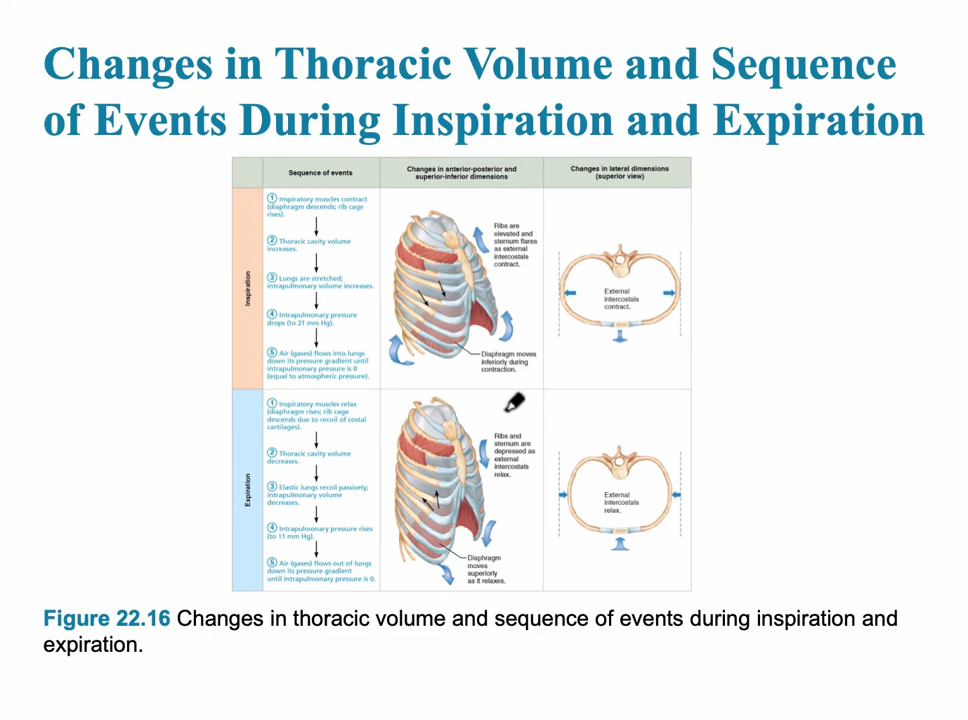 Changes in Thoracic Volume and Sequence
of Events During Inspiration and Expiration
Sequence of events
Changes in anterior-posterior and
superior-inferior dimensions
Changes in lateral dimensions
(superior view)
Inspiration
① Inspiratory muscles contract
(diaphragm descends; rib cage
rises).
② Thoracic cavity volume
increases.
③ Lungs are stretched;
intrapulmonary volume increases.
④ Intrapulmonary pressure
drops (to 21 mm Hg).
⑤ Air (gases) flows into lungs
down its pressure gradient until
intrapulmonary pressure is 0
(equal to atmospheric pressure).
Ribs are
elevated and
sternum flares
as external
intercostals
contract.
Diaphragm moves
inferiorly during
contraction.
External
intercostals
contract.
Expiration
① Inspiratory muscles relax
(diaphragm rises; rib cage
descends due to recoil of costal
cartilages).
② Thoracic cavity volume
decreases.
③ Elastic lungs recoil passively;
intrapulmonary volume
decreases.
④ Intrapulmonary pressure rises
(to 11 mm Hg).
⑤ Air (gases) flows out of lungs
down its pressure gradient
until intrapulmonary pressure is 0.
Ribs and
sternum are
depressed as
external
intercostals
relax.
Diaphragm
moves
superiorly
as it relaxes.
External
intercostals
relax.
Figure 22.16 Changes in thoracic volume and sequence of events during inspiration and
expiration.